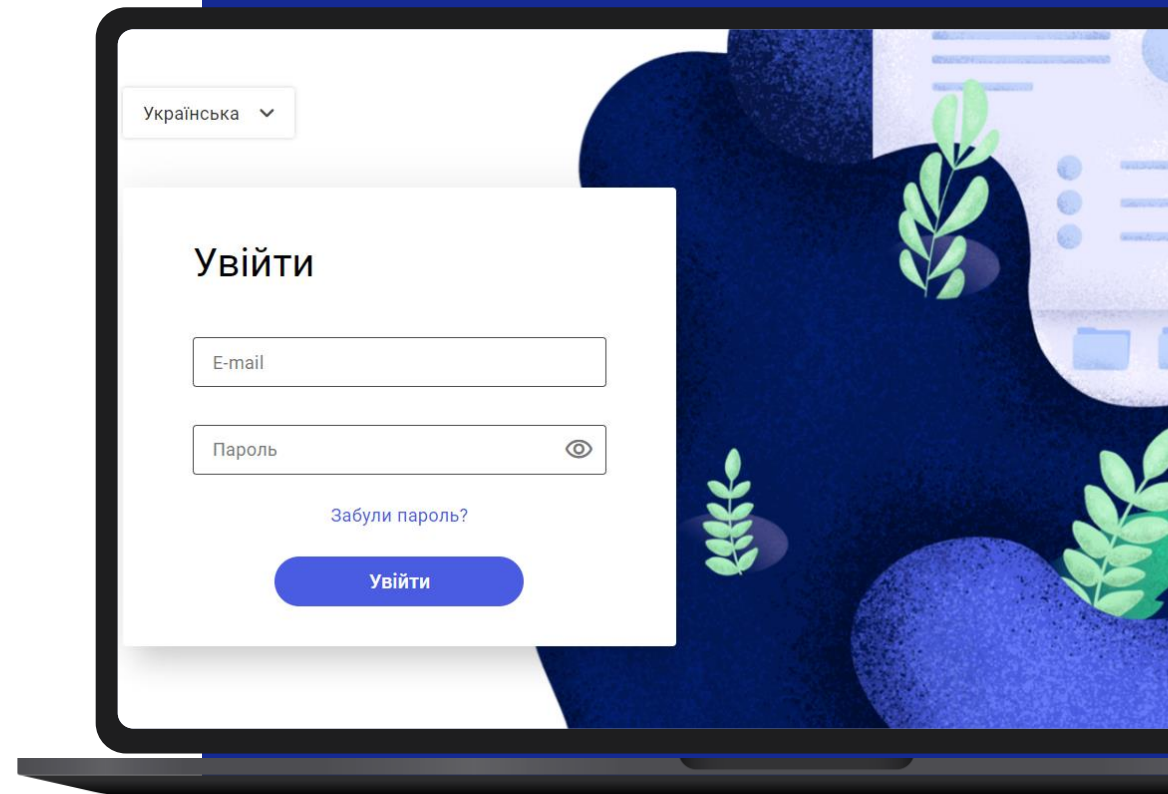 Українська
Увійти
E-mail
Пароль
Забули пароль?
Увійти